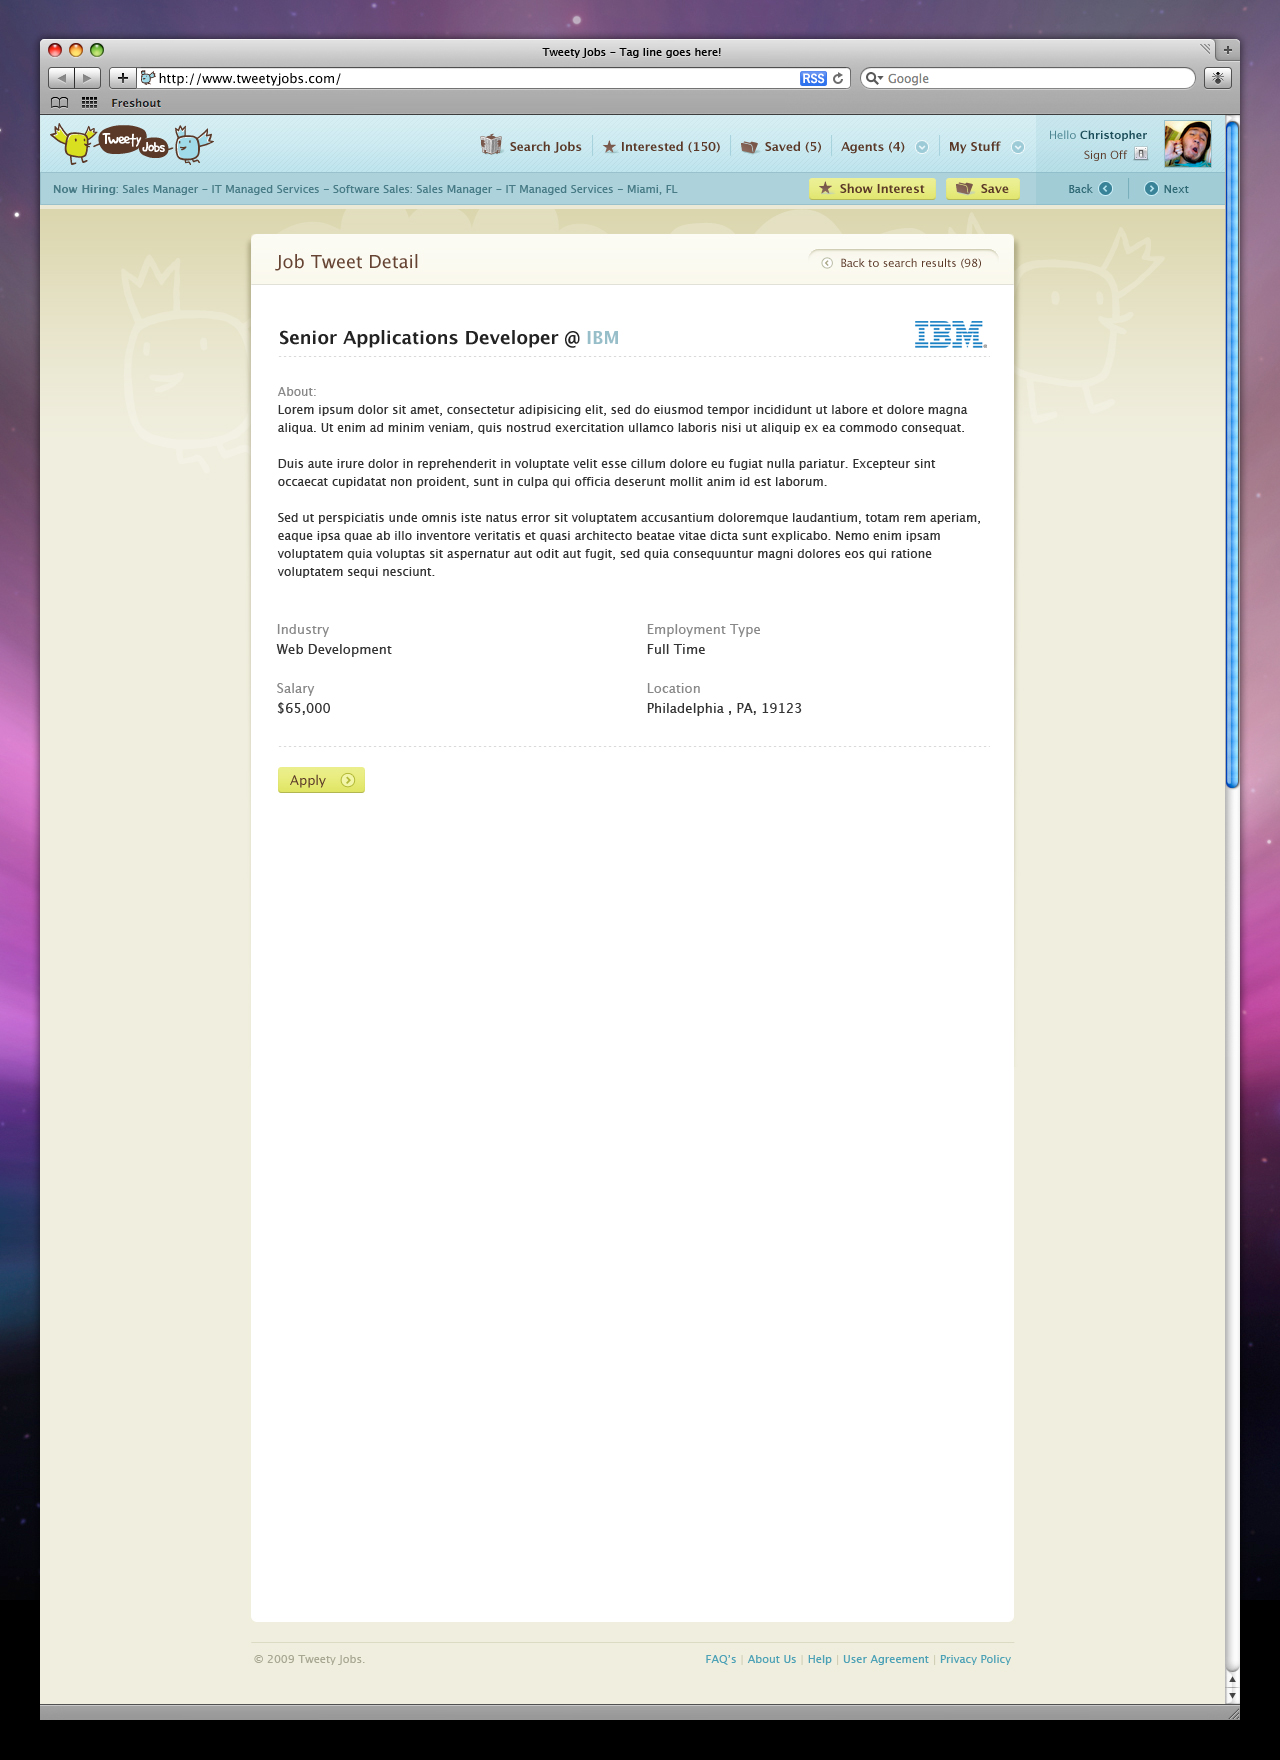 Tweety Jobs – Tag line goes here!
http://www.tweetyjobs.com/
RSS
Google
Freshout
Tweety Jobs
Search Jobs
Interested (150)
Saved (5)
Agents (4)
My Stuff
Hello Christopher
Sign Off
Now Hiring: Sales Manager – IT Managed Services – Software Sales: Sales Manager – IT Managed Services – Miami, FL
Show Interest
Save
Back
Next
Job Tweet Detail
Back to search results (98)
Senior Applications Developer @ IBM
IBM
About:
Lorem ipsum dolor sit amet, consectetur adipisicing elit, sed do eiusmod tempor incididunt ut labore et dolore magna
aliqua. Ut enim ad minim veniam, quis nostrud exercitation ullamco laboris nisi ut aliquip ex ea commodo consequat.
Duis aute irure dolor in reprehenderit in voluptate velit esse cillum dolore eu fugiat nulla pariatur. Excepteur sint
occaecat cupidatat non proident, sunt in culpa qui officia deserunt mollit anim id est laborum.
Sed ut perspiciatis unde omnis iste natus error sit voluptatem accusantium doloremque laudantium, totam rem aperiam,
eaque ipsa quae ab illo inventore veritatis et quasi architecto beatae vitae dicta sunt explicabo. Nemo enim ipsam
voluptatem quia voluptas sit aspernatur aut odit aut fugit, sed quia consequuntur magni dolores eos qui ratione
voluptatem sequi nesciunt.
Industry
Web Development
Employment Type
Full Time
Salary
$65,000
Location
Philadelphia , PA, 19123
Apply
© 2009 Tweety Jobs.
FAQ's | About Us | Help | User Agreement | Privacy Policy